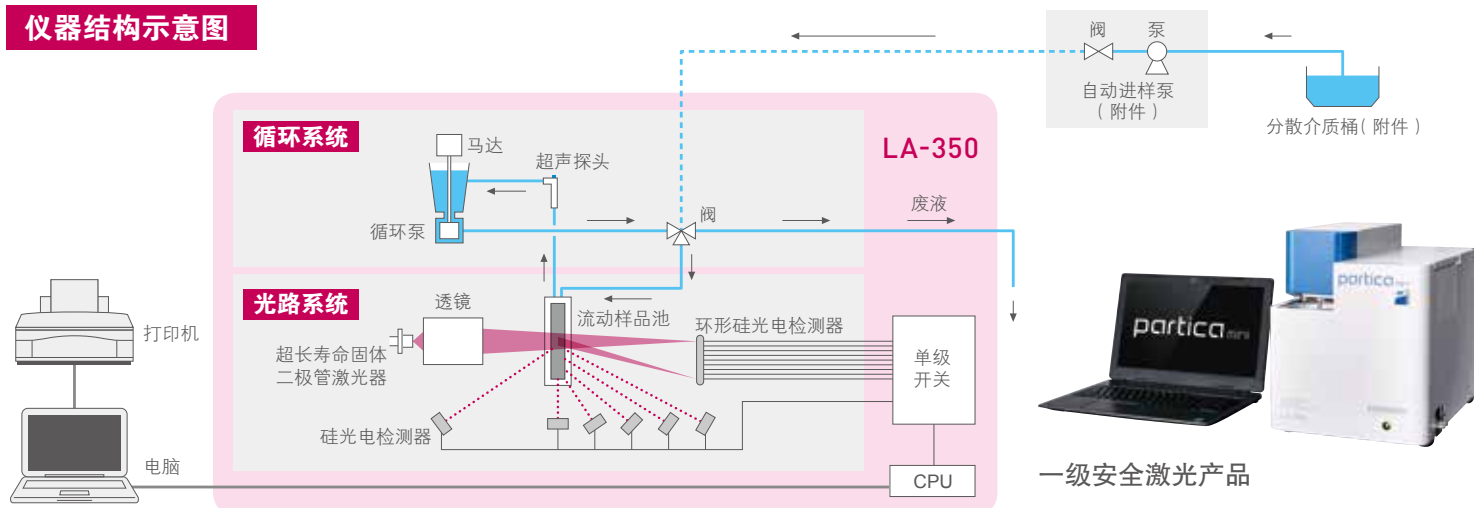 仪器结构示意图
阀
泵
自动进样泵
（附件）
分散介质桶（附件）
循环系统
马达
超声探头
LA-350
循环泵
阀
废液
光路系统
透镜
流动样品池
环形硅光电检测器
超长寿命固体
二极管激光器
单级
开关
打印机
硅光电检测器
电脑
CPU
partica mini
partica
一级安全激光产品